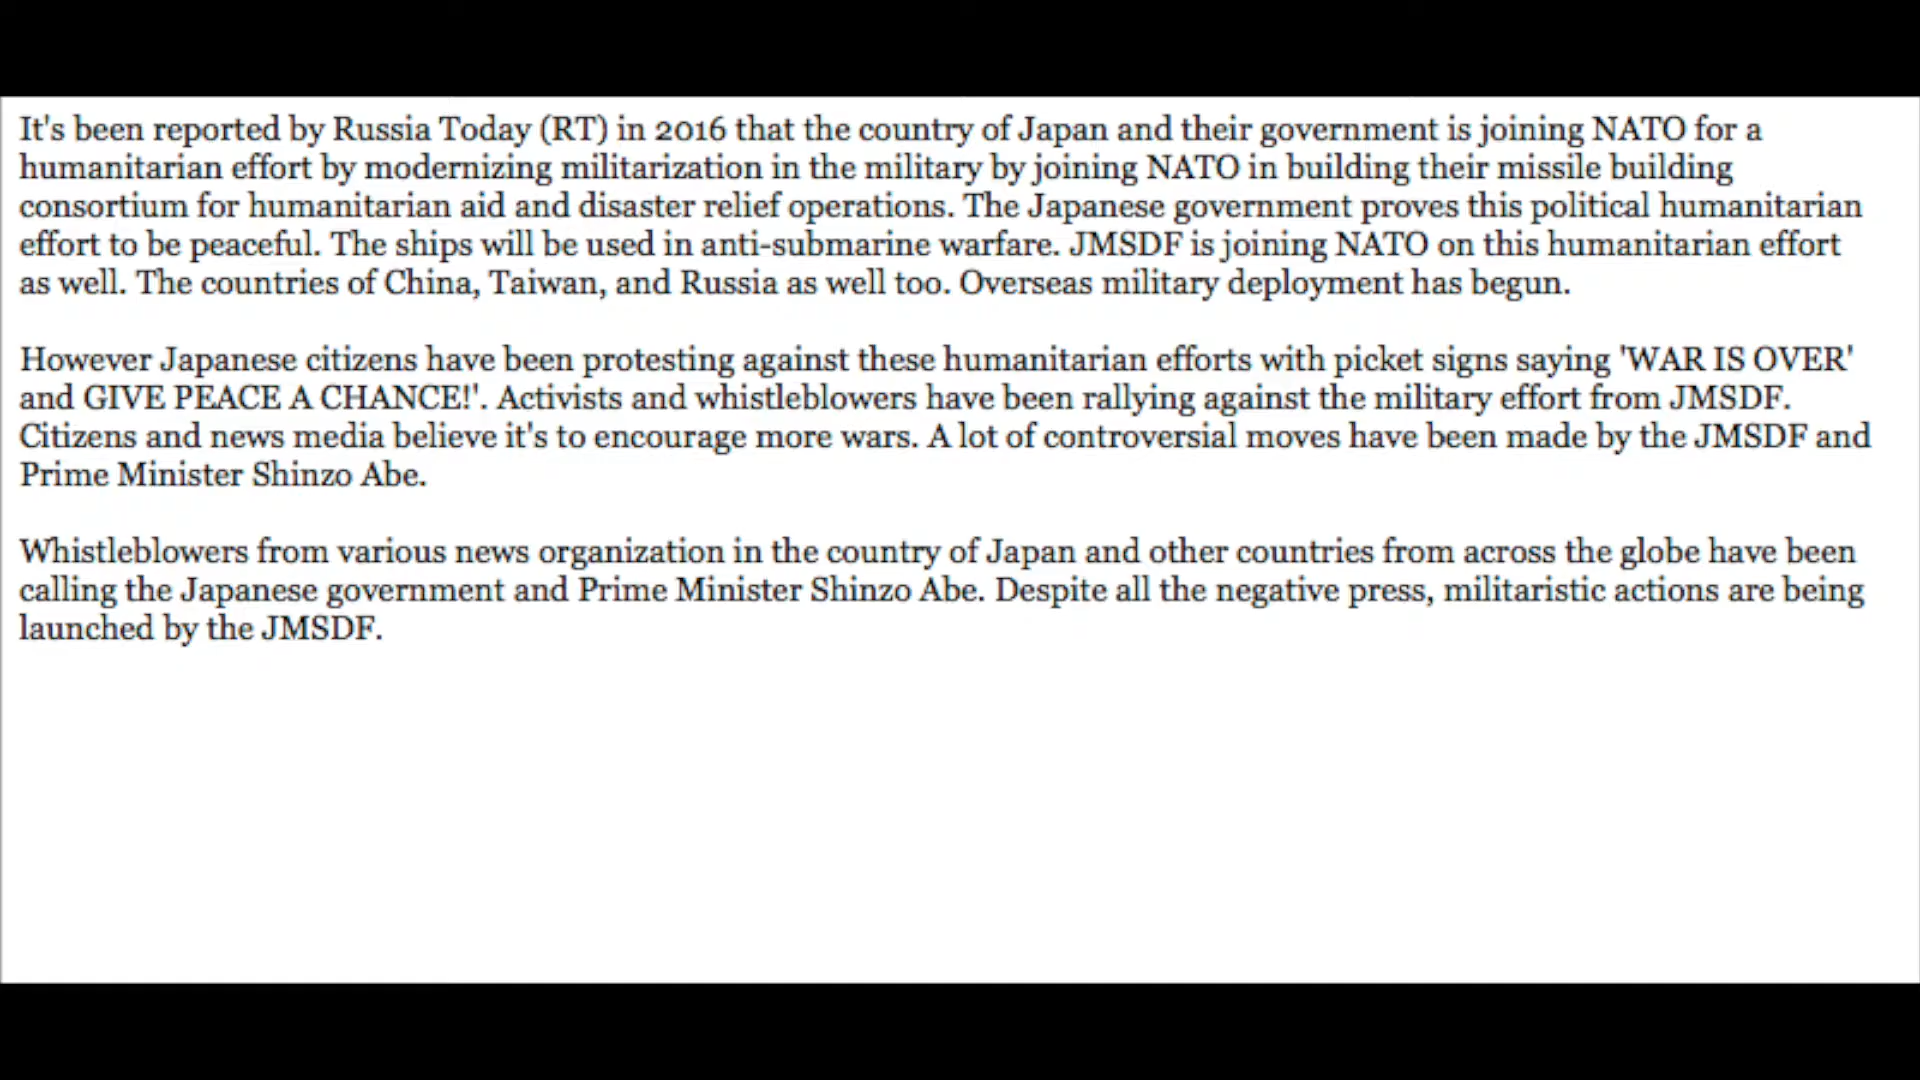 It's been reported by Russia Today (RT) in 2016 that the country of Japan and their government is joining NATO for a
humanitarian effort by modernizing militarization in the military by joining NATO in building their missile building
consortium for humanitarian aid and disaster relief operations. The Japanese government proves this political humanitarian
effort to be peaceful. The ships will be used in anti-submarine warfare. JMSDF is joining NATO on this humanitarian effort
as well. The countries of China, Taiwan, and Russia as well too. Overseas military deployment has begun.
However Japanese citizens have been protesting against these humanitarian efforts with picket signs saying 'WAR IS OVER'
and GIVE PEACE A CHANCE!'. Activists and whistleblowers have been rallying against the military effort from JMSDF.
Citizens and news media believe it's to encourage more wars. A lot of controversial moves have been made by the JMSDF and
Prime Minister Shinzo Abe.
Whistleblowers from various news organization in the country of Japan and other countries from across the globe have been
calling the Japanese government and Prime Minister Shinzo Abe. Despite all the negative press, militaristic actions are being
launched by the JMSDF.